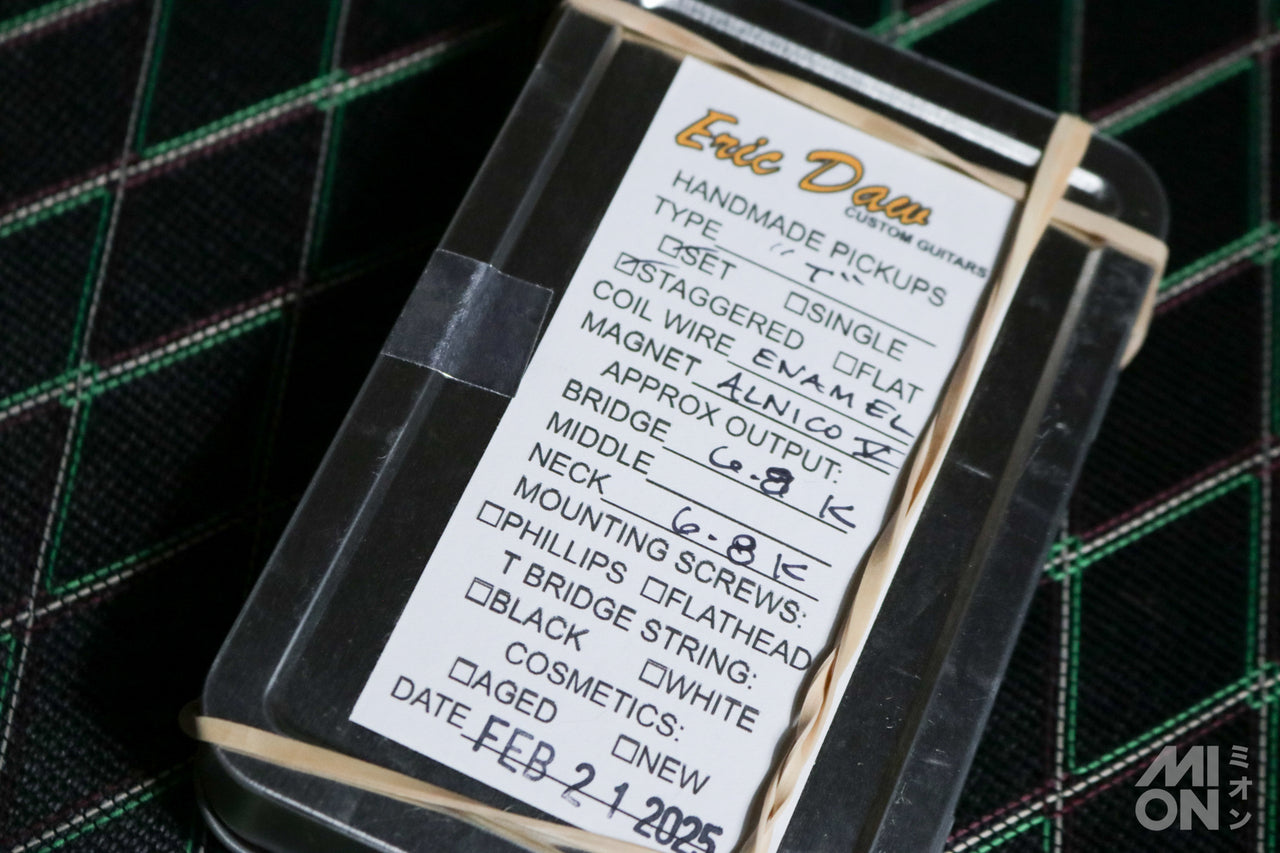 Eric Daw
CUSTOM GUITARS
HANDMADE PICKUPS
TYPE "T"
☑SET ☐SINGLE
☑STAGGERED ☐FLAT
COIL WIRE ENAMEL
MAGNET ALNICO V
APPROX OUTPUT:
BRIDGE 6.8 K
MIDDLE
NECK 6.8 K
MOUNTING SCREWS:
☐PHILLIPS ☐FLATHEAD
T BRIDGE STRING:
☐BLACK ☐WHITE
COSMETICS:
☐AGED ☐NEW
DATE FEB 21 2025
MION
ミオン